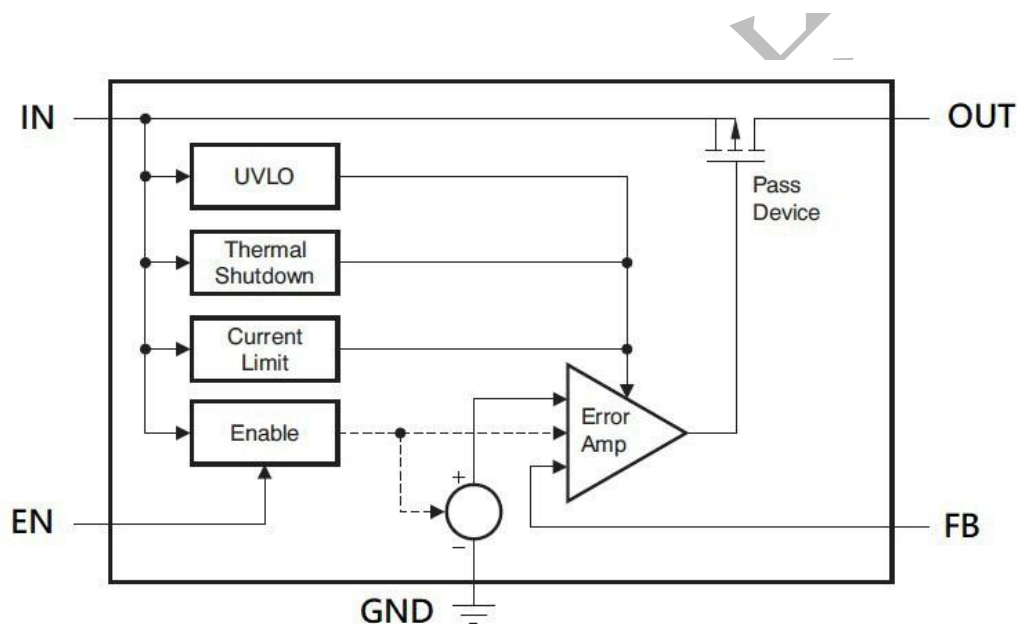 IN
OUT
UVLO
Pass
Device
Thermal
Shutdown
Current
Limit
Error
Amp
Enable
+
EN
FB
−
GND